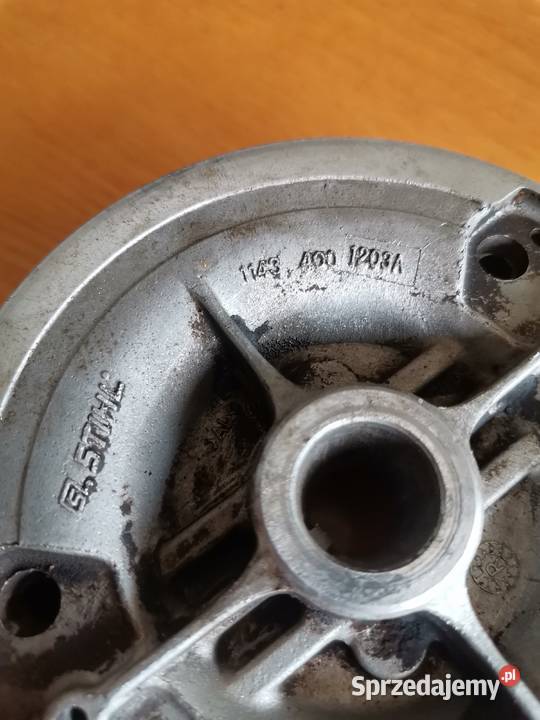 1143 400 1203A
E. STIHL
Sprzedajemy.pl